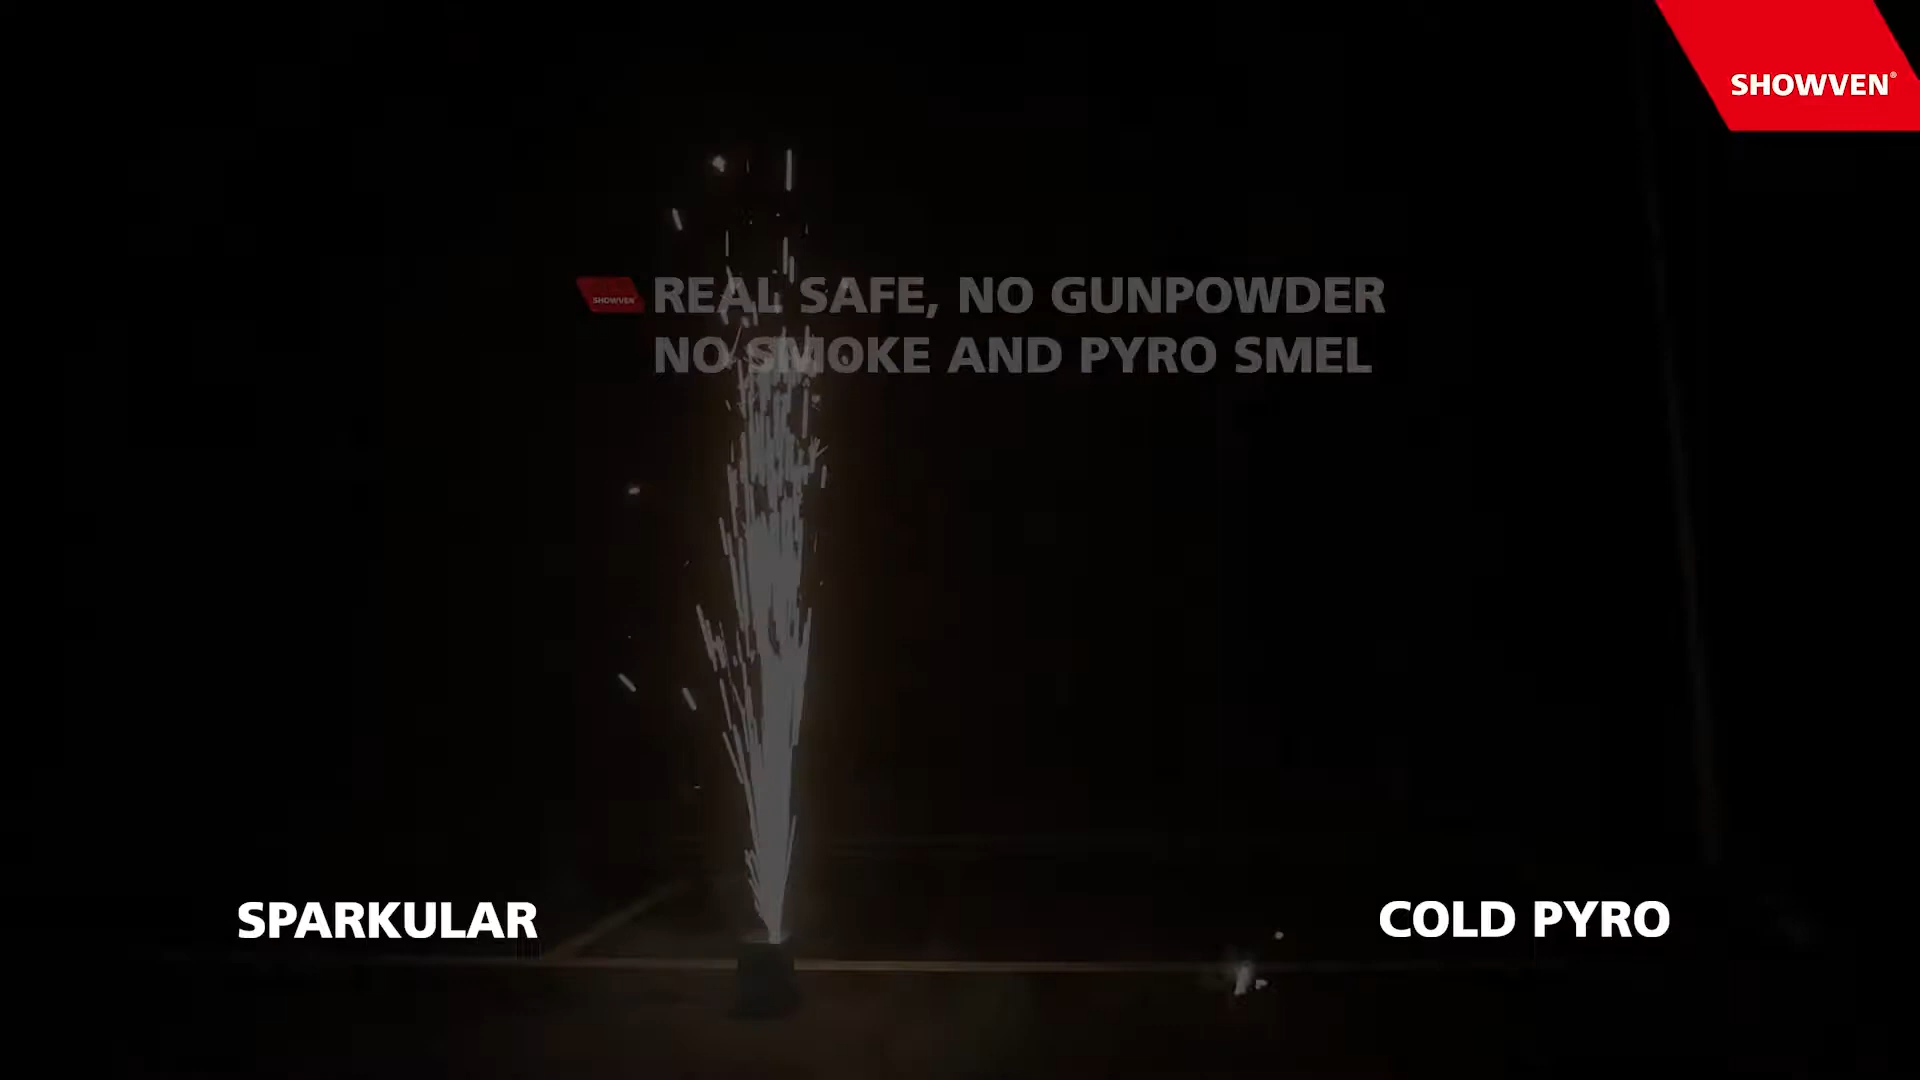 SHOWVEN®
SHOWVEN
REAL SAFE, NO GUNPOWDER
NO SMOKE AND PYRO SMEL
SPARKULAR
COLD PYRO